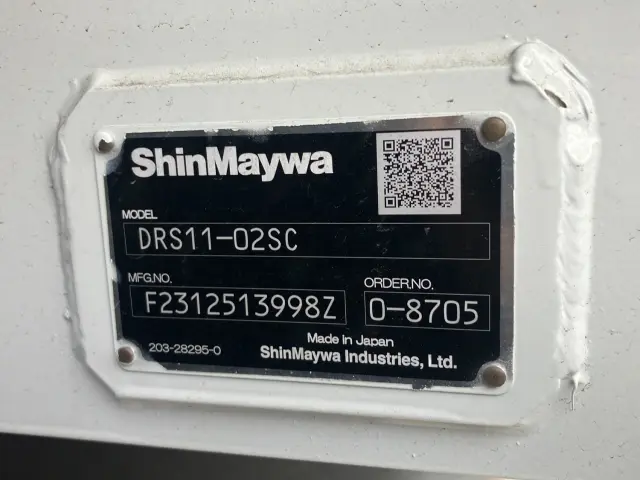 ShinMaywa
MODEL
DRS11-02SC
MFG.NO.
F2312513998Z
ORDER.NO.
0-8705
203-28295-0
Made in Japan
ShinMaywa Industries, Ltd.